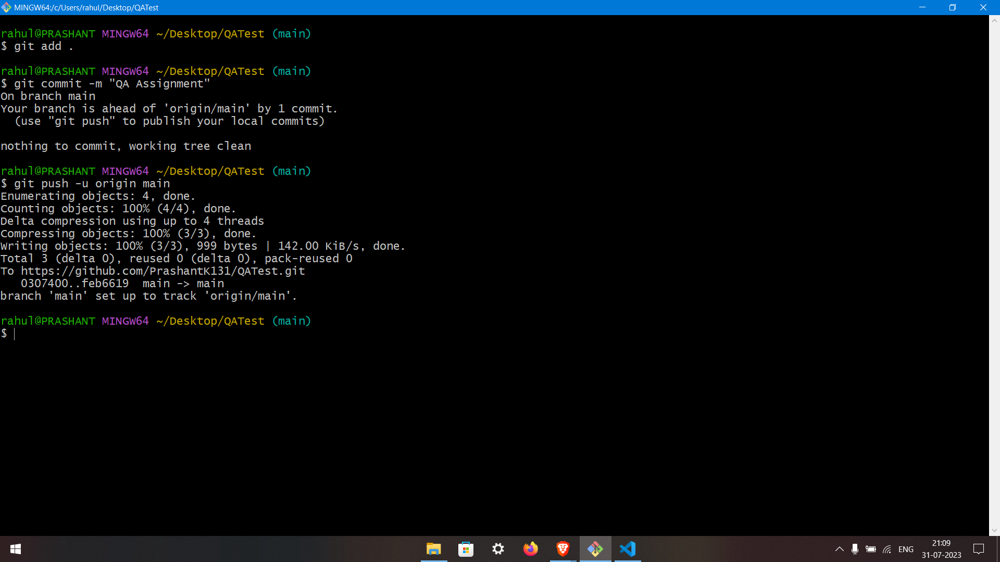 MINGW64:/c/Users/rahul/Desktop/QATest
rahul@PRASHANT MINGW64 ~/Desktop/QATest (main)
$ git add .
rahul@PRASHANT MINGW64 ~/Desktop/QATest (main)
$ git commit -m "QA Assignment"
On branch main
Your branch is ahead of 'origin/main' by 1 commit.
  (use "git push" to publish your local commits)
nothing to commit, working tree clean
rahul@PRASHANT MINGW64 ~/Desktop/QATest (main)
$ git push -u origin main
Enumerating objects: 4, done.
Counting objects: 100% (4/4), done.
Delta compression using up to 4 threads
Compressing objects: 100% (3/3), done.
Writing objects: 100% (3/3), 999 bytes | 142.00 KiB/s, done.
Total 3 (delta 0), reused 0 (delta 0), pack-reused 0
To https://github.com/PrashantK131/QATest.git
   0307400..feb6619  main -> main
branch 'main' set up to track 'origin/main'.
rahul@PRASHANT MINGW64 ~/Desktop/QATest (main)
$
ENG
21:09
31-07-2023